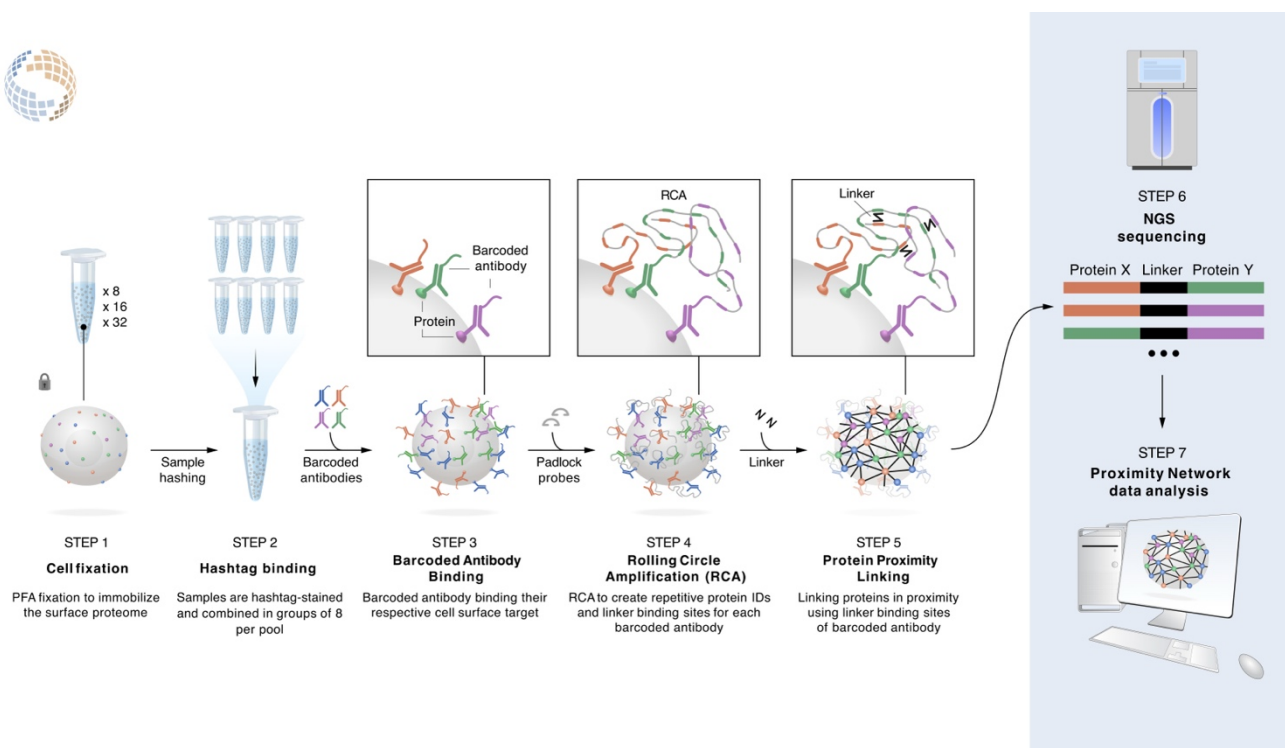 x 8
x 16
x 32
Sample
hashing
Barcoded
antibodies
Barcoded
antibody
Protein
Padlock
probes
RCA
Linker
Linker
STEP 1
Cell fixation
PFA fixation to immobilize
the surface proteome
STEP 2
Hashtag binding
Samples are hashtag-stained
and combined in groups of 8
per pool
STEP 3
Barcoded Antibody
Binding
Barcoded antibody binding their
respective cell surface target
STEP 4
Rolling Circle
Amplification (RCA)
RCA to create repetitive protein IDs
and linker binding sites for each
barcoded antibody
STEP 5
Protein Proximity
Linking
Linking proteins in proximity
using linker binding sites
of barcoded antibody
STEP 6
NGS
sequencing
Protein X Linker Protein Y
STEP 7
Proximity Network
data analysis